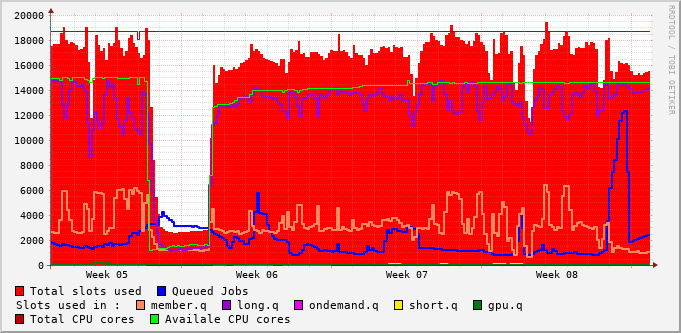 RRDTOOL / TOBI OETIKER
20000
18000
16000
14000
12000
10000
8000
6000
4000
2000
0
Week 05 Week 06 Week 07 Week 08
Total slots used Queued Jobs
Slots used in : member.q long.q ondemand.q short.q gpu.q
Total CPU cores Availale CPU cores